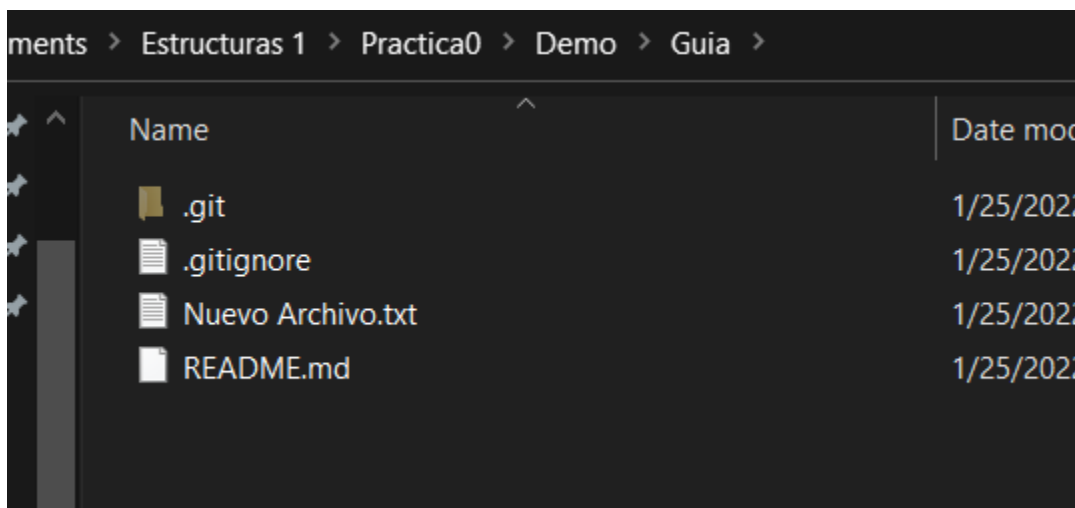 ments > Estructuras 1 > Practica0 > Demo > Guia >
Name Date mod
.git 1/25/2022
.gitignore 1/25/2022
Nuevo Archivo.txt 1/25/2022
README.md 1/25/2022